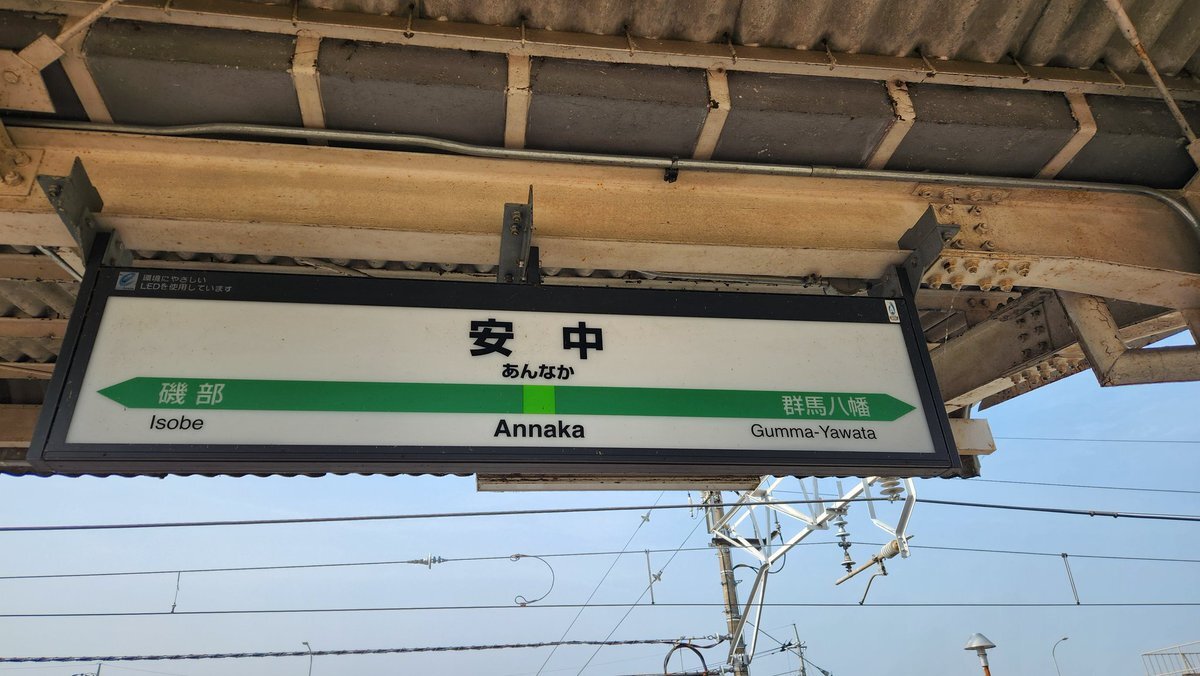 環境にやさしい
LEDを使用しています
安中
あんなか
磯部
群馬八幡
Isobe
Annaka
Gumma-Yawata